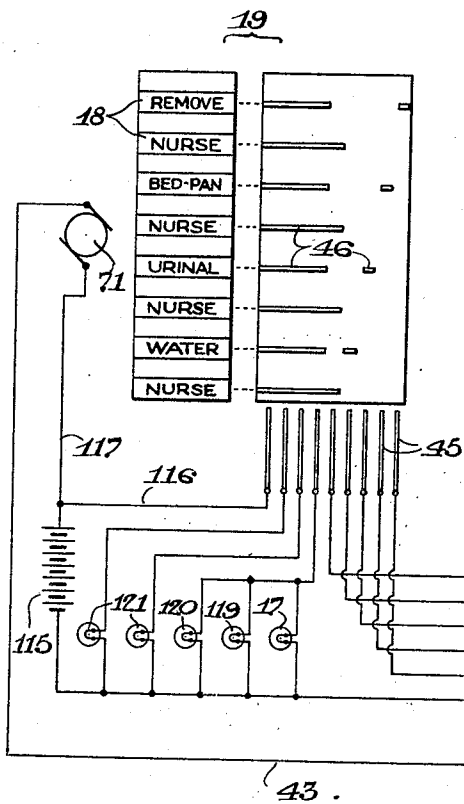 19
18
REMOVE
NURSE
BED-PAN
NURSE
46
71
URINAL
NURSE
WATER
NURSE
117
116
45
115
121
120
119
17
43